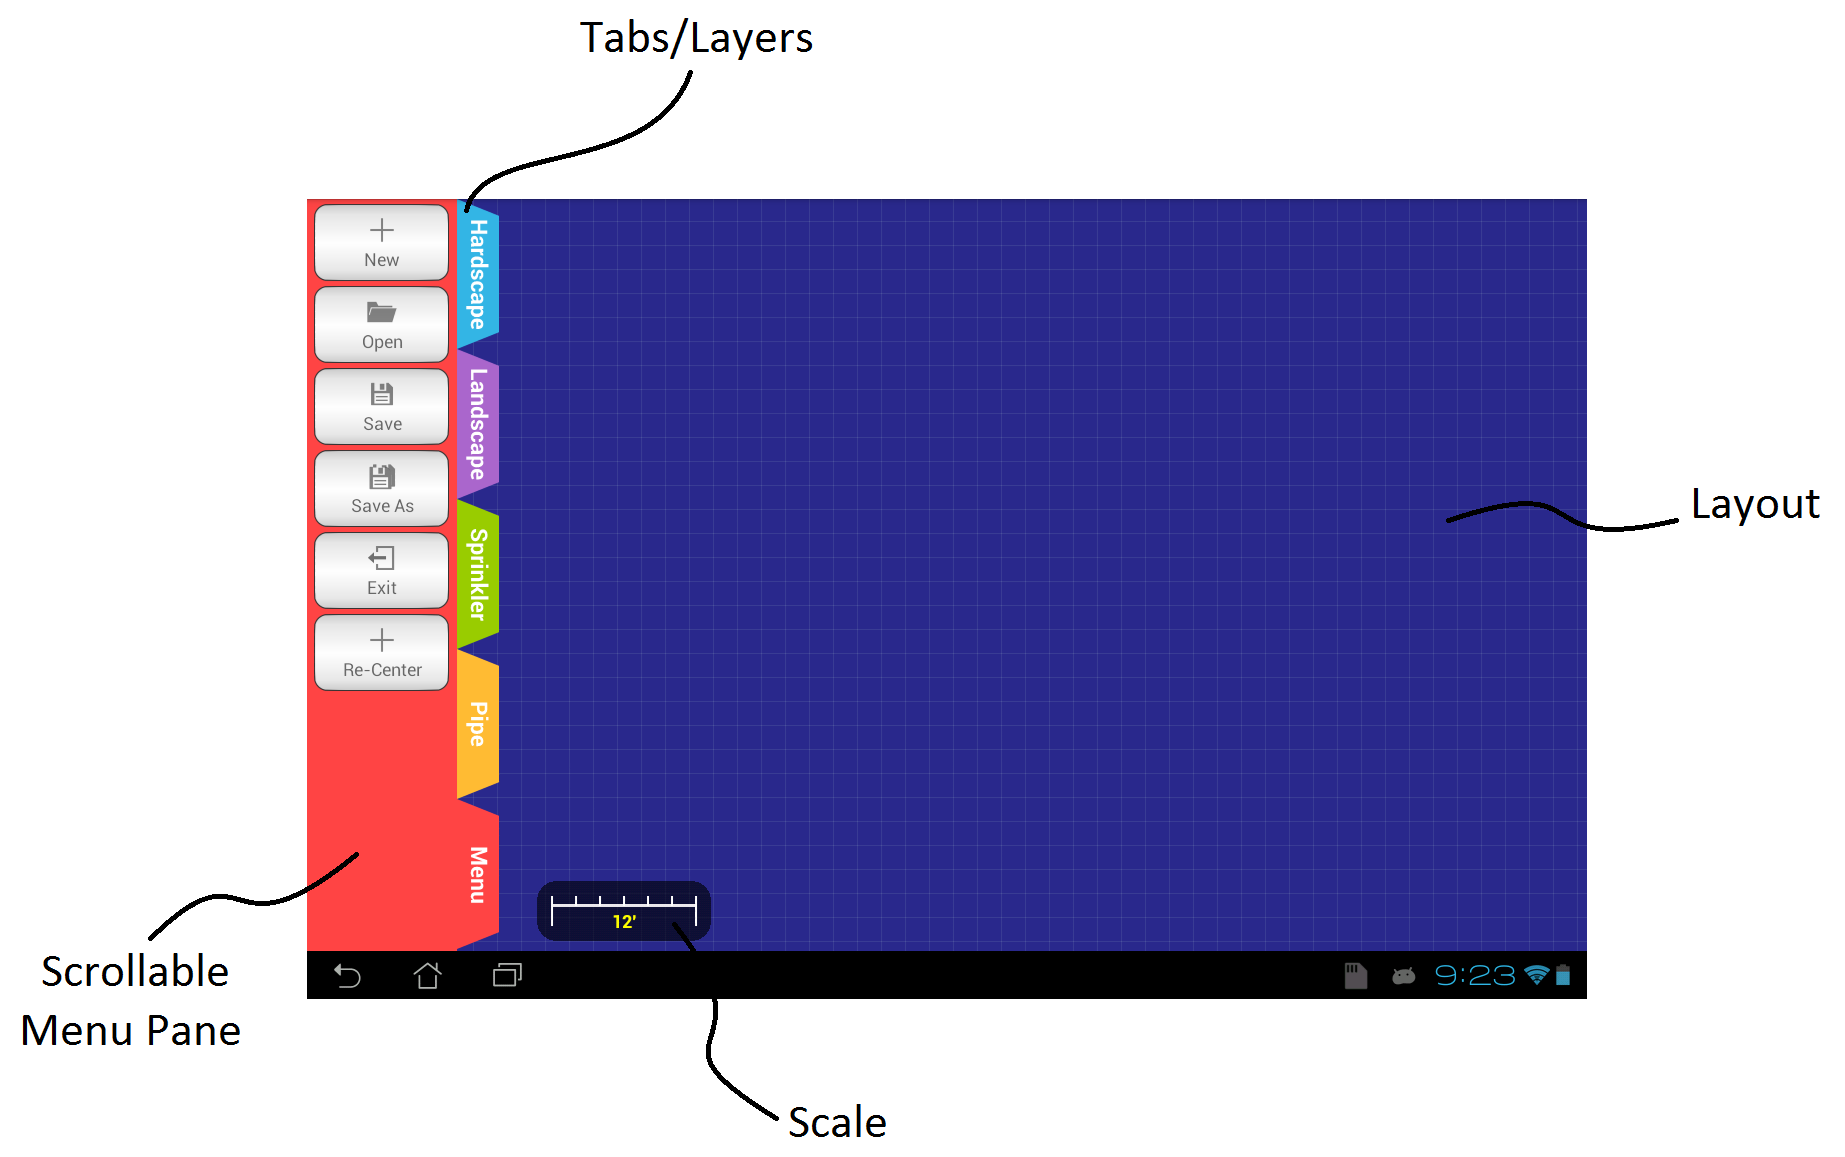 Tabs/Layers
New
Open
Save
Save As
Exit
Re-Center
Hardscape
Landscape
Sprinkler
Pipe
Menu
12'
Layout
9:23
Scrollable
Menu Pane
Scale